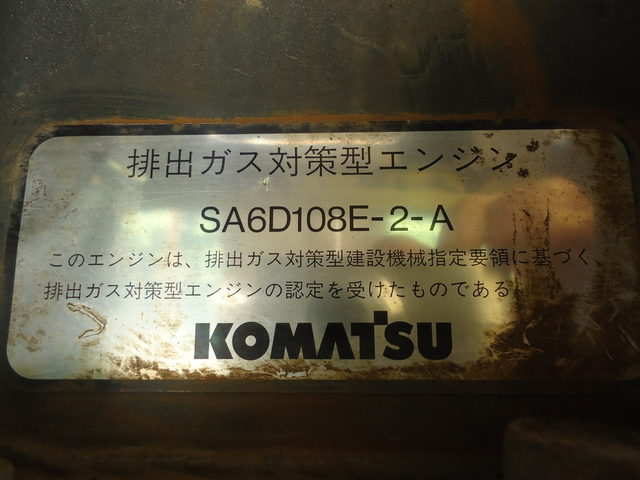 排出ガス対策型エンジン
SA6D108E-2-A
このエンジンは、排出ガス対策型建設機械指定要領に基づく
排出ガス対策型エンジンの認定を受けたものである
KOMATSU